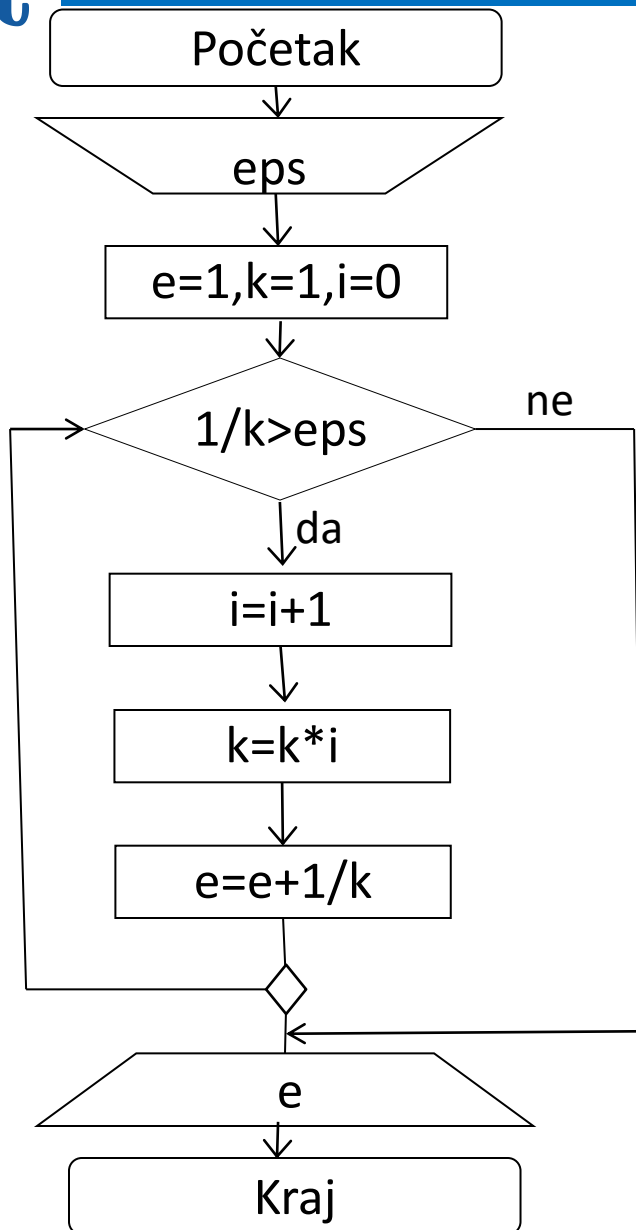 Početak
eps
e=1,k=1,i=0
1/k>eps
ne
da
i=i+1
k=k*i
e=e+1/k
e
Kraj